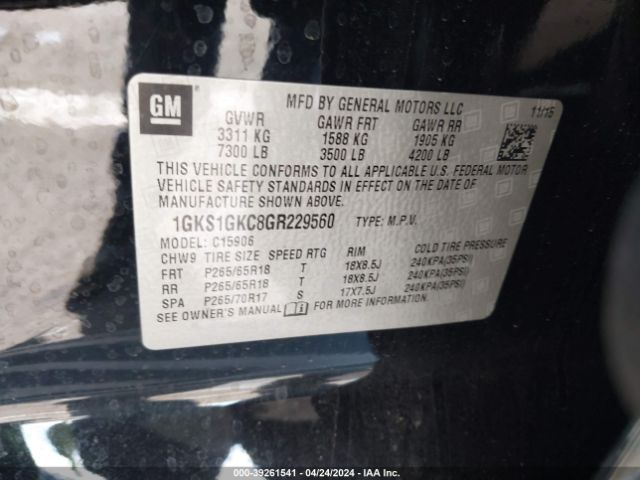 GM
MFD BY GENERAL MOTORS LLC
11/15
GVWR GAWR FRT GAWR RR
3311 KG 1588 KG 1905 KG
7300 LB 3500 LB 4200 LB
THIS VEHICLE CONFORMS TO ALL APPLICABLE U.S. FEDERAL MOTOR
VEHICLE SAFETY STANDARDS IN EFFECT ON THE DATE OF
MANUFACTURE SHOWN ABOVE.
1GKS1GKC8GR229560 TYPE: M.P.V.
MODEL: C15906
CHW9 TIRE SIZE SPEED RTG RIM COLD TIRE PRESSURE
FRT P265/65R18 T 18X8.5J 240KPA(35PSI)
RR P265/65R18 T 18X8.5J 240KPA(35PSI)
SPA P265/70R17 S 17X7.5J 240KPA(35PSI)
SEE OWNER'S MANUAL FOR MORE INFORMATION.
000-39261541 - 04/24/2024 - IAA Inc.